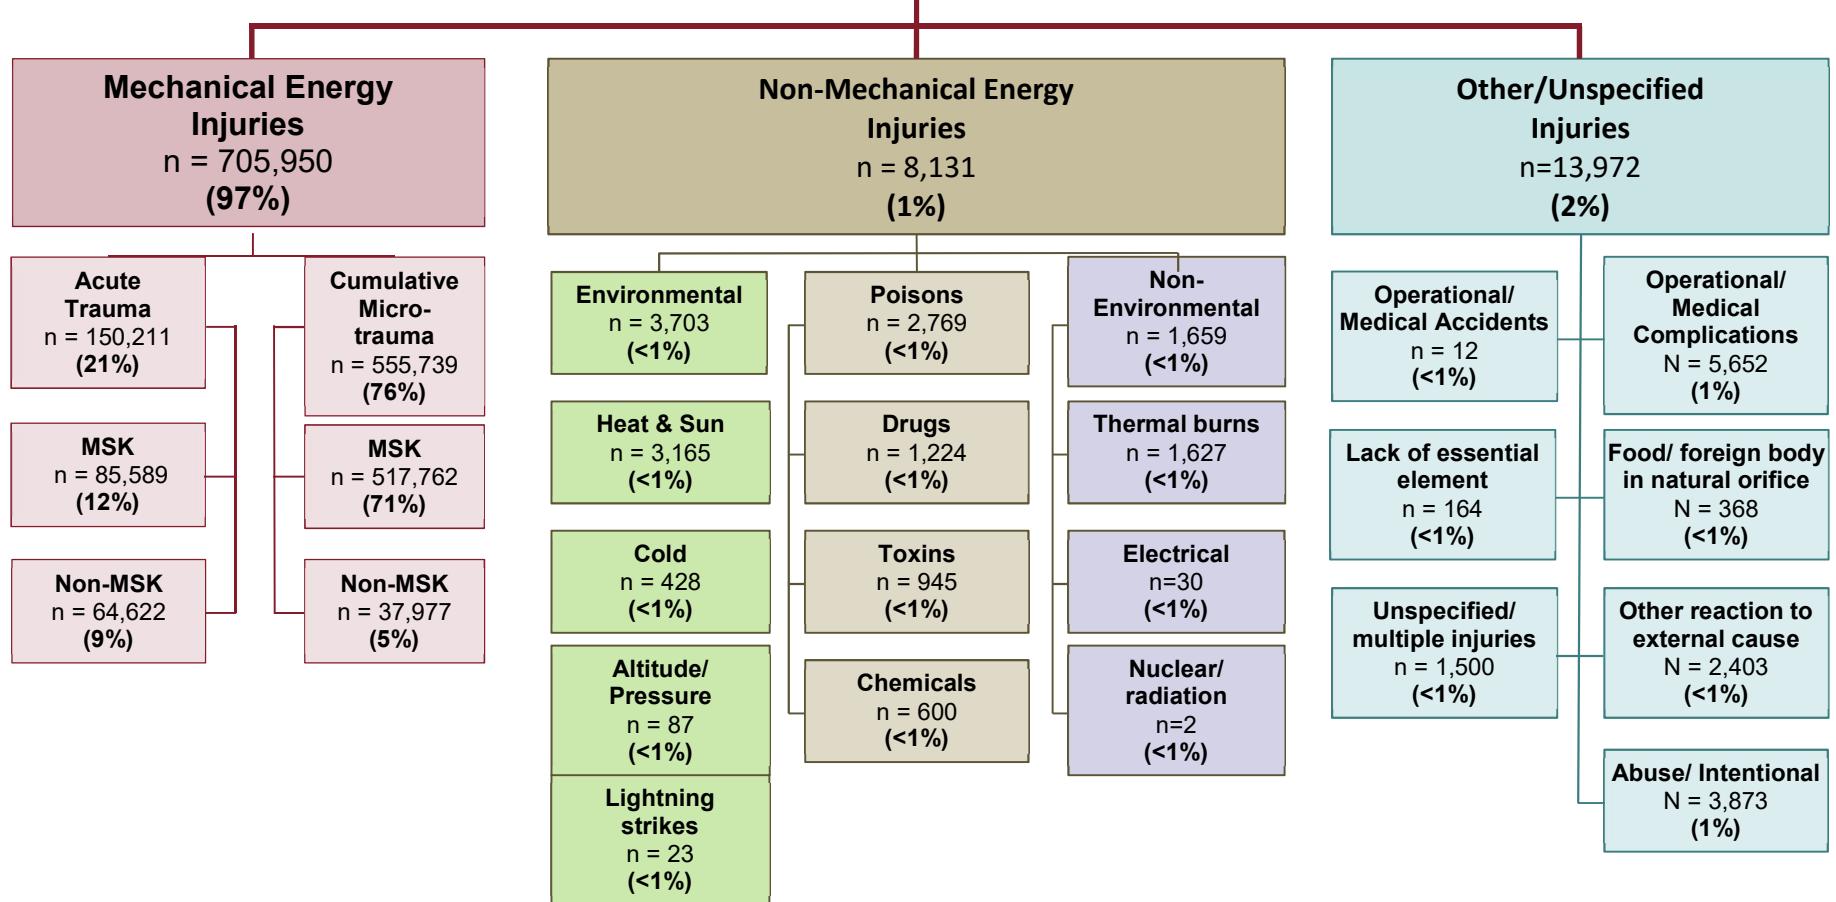 Mechanical Energy
Injuries
n = 705,950
(97%)
Non-Mechanical Energy
Injuries
n = 8,131
(1%)
Other/Unspecified
Injuries
n=13,972
(2%)
Acute
Trauma
n = 150,211
(21%)
MSK
n = 85,589
(12%)
Non-MSK
n = 64,622
(9%)
Cumulative
Micro-
trauma
n = 555,739
(76%)
MSK
n = 517,762
(71%)
Non-MSK
n = 37,977
(5%)
Environmental
n = 3,703
(<1%)
Heat & Sun
n = 3,165
(<1%)
Cold
n = 428
(<1%)
Altitude/
Pressure
n = 87
(<1%)
Lightning
strikes
n = 23
(<1%)
Poisons
n = 2,769
(<1%)
Drugs
n = 1,224
(<1%)
Toxins
n = 945
(<1%)
Chemicals
n = 600
(<1%)
Non-
Environmental
n = 1,659
(<1%)
Thermal burns
n = 1,627
(<1%)
Electrical
n=30
(<1%)
Nuclear/
radiation
n=2
(<1%)
Operational/
Medical Accidents
n = 12
(<1%)
Lack of essential
element
n = 164
(<1%)
Unspecified/
multiple injuries
n = 1,500
(<1%)
Operational/
Medical
Complications
N = 5,652
(1%)
Food/ foreign body
in natural orifice
N = 368
(<1%)
Other reaction to
external cause
N = 2,403
(<1%)
Abuse/ Intentional
N = 3,873
(1%)